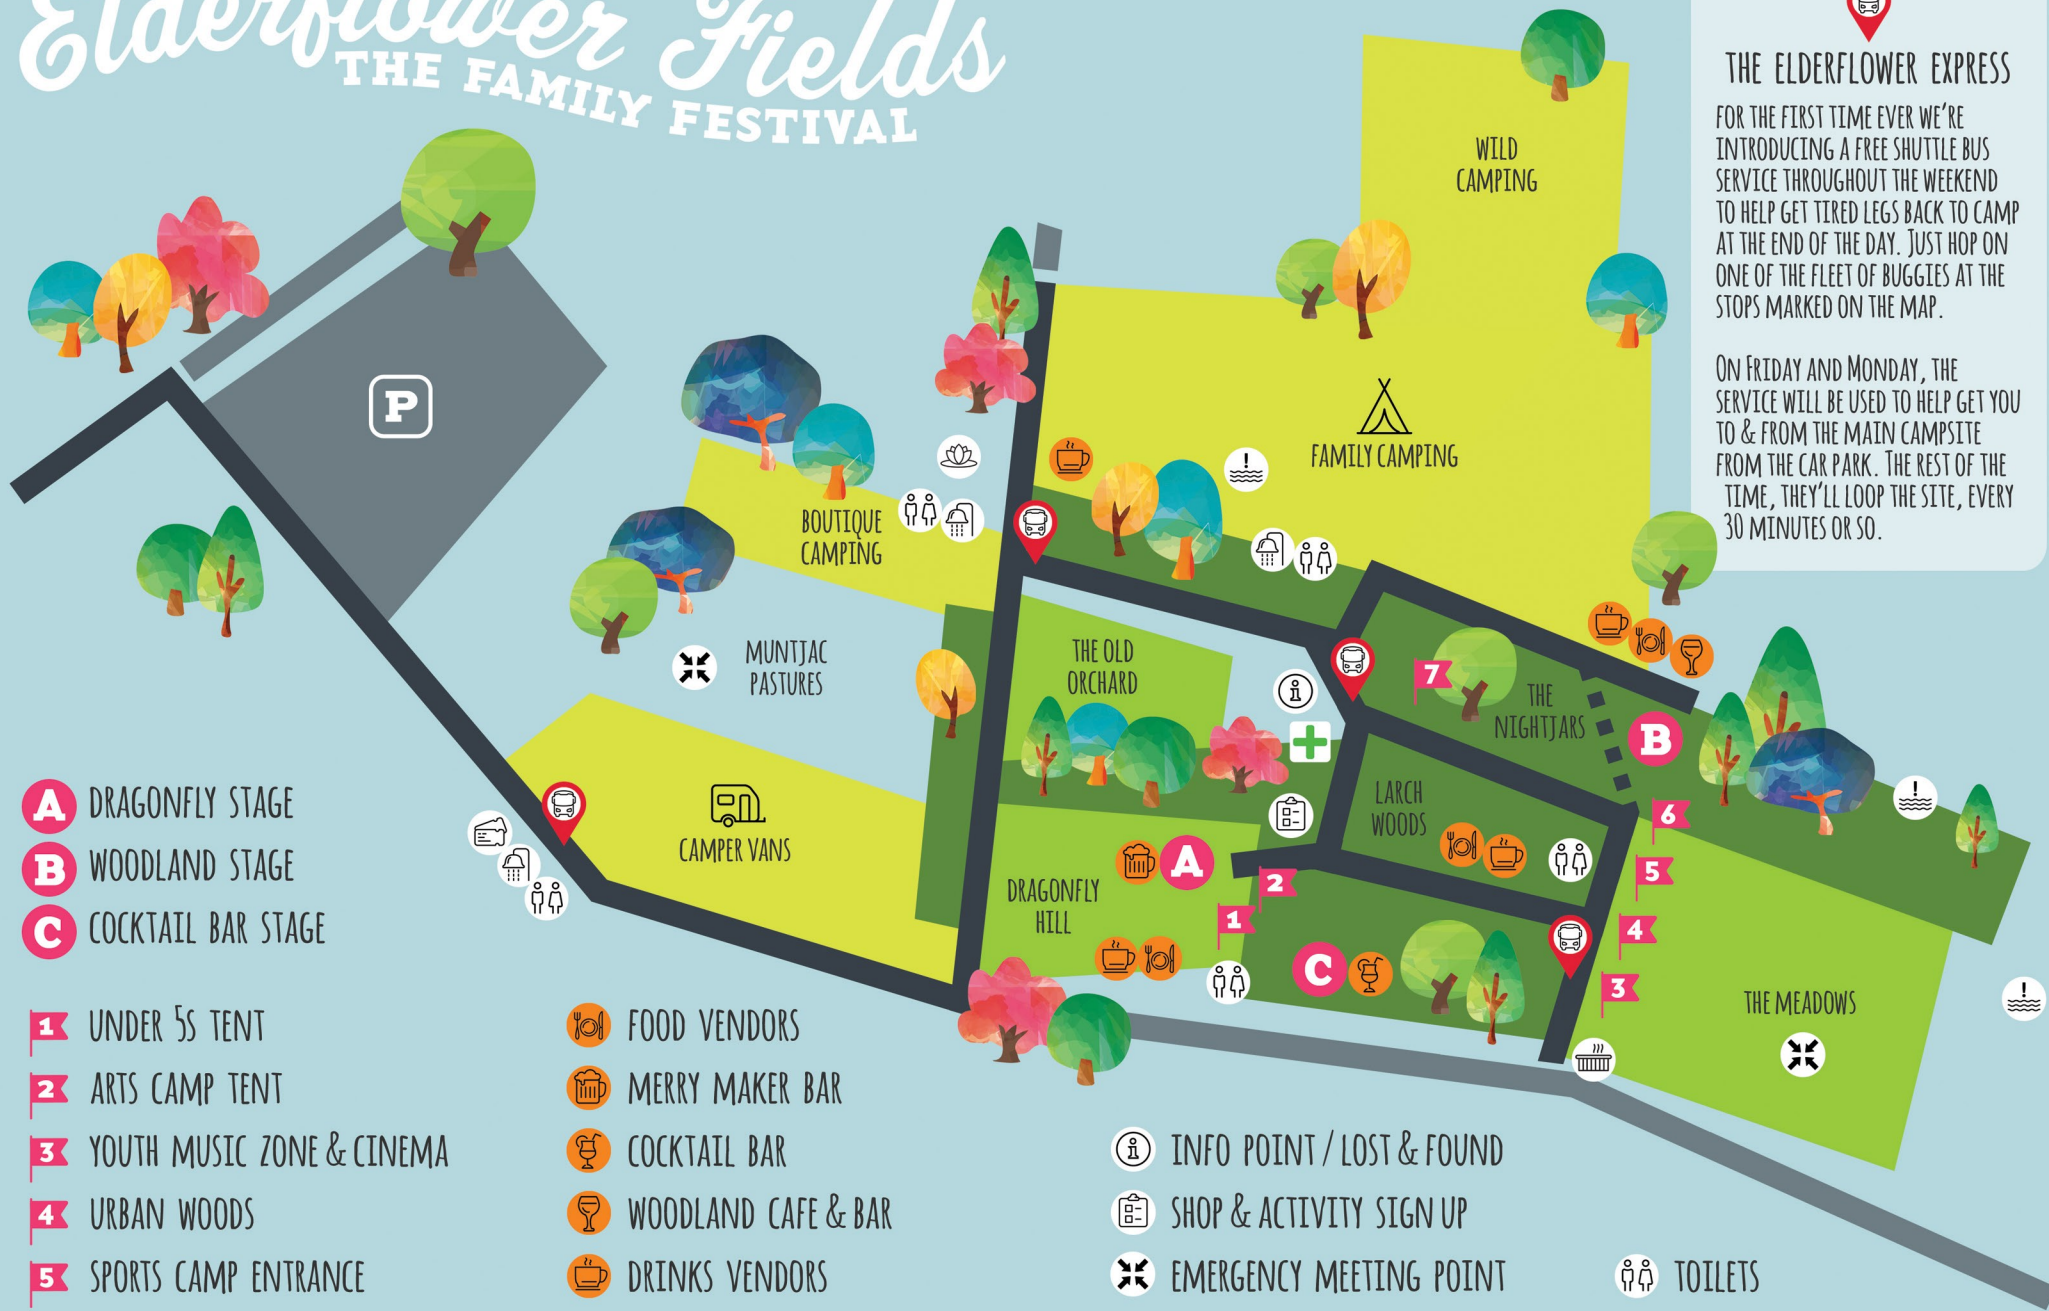 Elderflower Fields
THE FAMILY FESTIVAL
THE ELDERFLOWER EXPRESS
FOR THE FIRST TIME EVER WE'RE
INTRODUCING A FREE SHUTTLE BUS
SERVICE THROUGHOUT THE WEEKEND
TO HELP GET TIRED LEGS BACK TO CAMP
AT THE END OF THE DAY. JUST HOP ON
ONE OF THE FLEET OF BUGGIES AT THE
STOPS MARKED ON THE MAP.
ON FRIDAY AND MONDAY, THE
SERVICE WILL BE USED TO HELP GET YOU
TO & FROM THE MAIN CAMPSITE
FROM THE CAR PARK. THE REST OF THE
TIME, THEY'LL LOOP THE SITE, EVERY
30 MINUTES OR SO.
WILD
CAMPING
P
FAMILY CAMPING
BOUTIQUE
CAMPING
MUNTJAC
PASTURES
THE OLD
ORCHARD
7
THE
NIGHTJARS
B
LARCH
WOODS
6
CAMPER VANS
A
2
5
DRAGONFLY
HILL
1
4
C
3
THE MEADOWS
A DRAGONFLY STAGE
B WOODLAND STAGE
C COCKTAIL BAR STAGE
1 UNDER 5S TENT
2 ARTS CAMP TENT
3 YOUTH MUSIC ZONE & CINEMA
4 URBAN WOODS
5 SPORTS CAMP ENTRANCE
FOOD VENDORS
MERRY MAKER BAR
COCKTAIL BAR
WOODLAND CAFE & BAR
DRINKS VENDORS
INFO POINT / LOST & FOUND
SHOP & ACTIVITY SIGN UP
EMERGENCY MEETING POINT
TOILETS